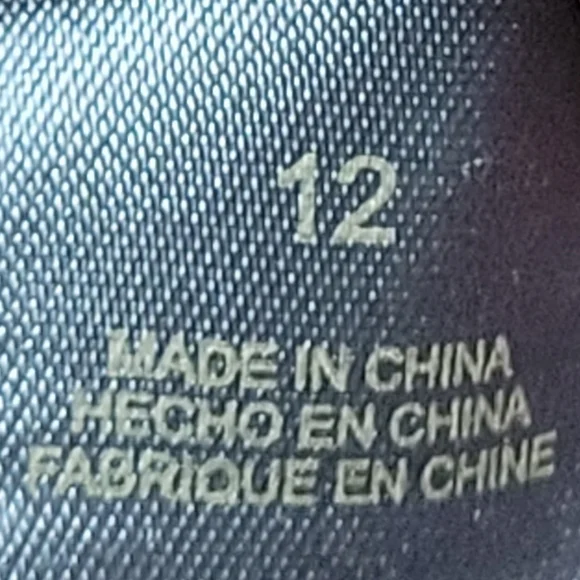 12
MADE IN CHINA
HECHO EN CHINA
FABRIQUE EN CHINE